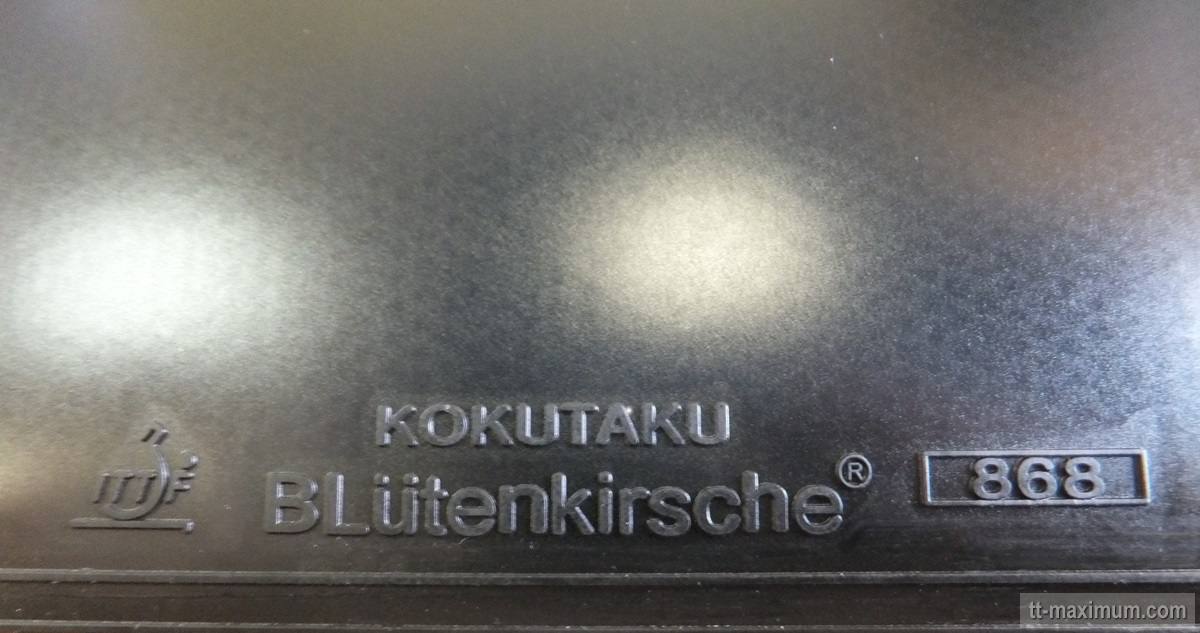 KOKUTAKU
ITTF
BLütenkirsche®
868
tt-maximum.com